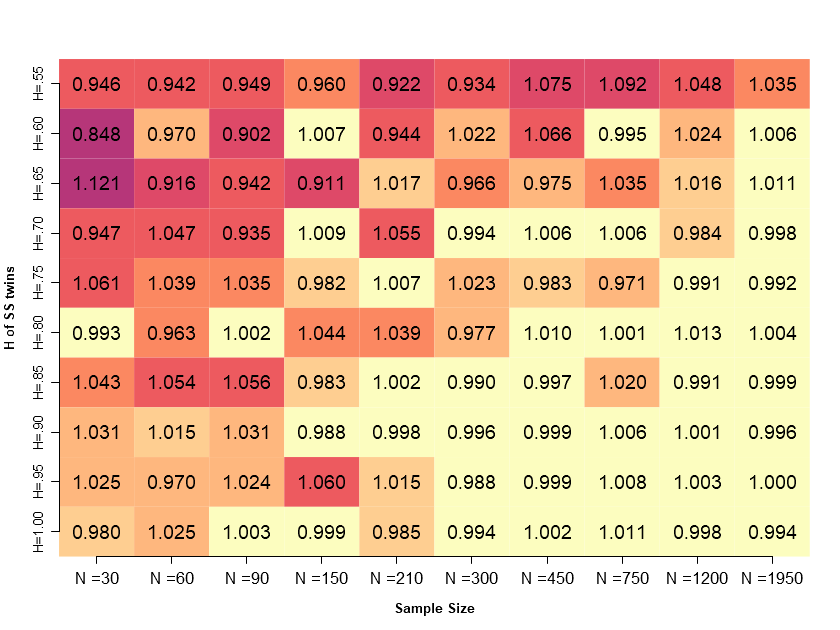 H=.55 0.946 0.942 0.949 0.960 0.922 0.934 1.075 1.092 1.048 1.035
H=.60 0.848 0.970 0.902 1.007 0.944 1.022 1.066 0.995 1.024 1.006
H=.65 1.121 0.916 0.942 0.911 1.017 0.966 0.975 1.035 1.016 1.011
H=.70 0.947 1.047 0.935 1.009 1.055 0.994 1.006 1.006 0.984 0.998
H=.75 1.061 1.039 1.035 0.982 1.007 1.023 0.983 0.971 0.991 0.992
H=.80 0.993 0.963 1.002 1.044 1.039 0.977 1.010 1.001 1.013 1.004
H=.85 1.043 1.054 1.056 0.983 1.002 0.990 0.997 1.020 0.991 0.999
H=.90 1.031 1.015 1.031 0.988 0.998 0.996 0.999 1.006 1.001 0.996
H=.95 1.025 0.970 1.024 1.060 1.015 0.988 0.999 1.008 1.003 1.000
H=1.00 0.980 1.025 1.003 0.999 0.985 0.994 1.002 1.011 0.998 0.994
H of SS twins
N =30 N =60 N =90 N =150 N =210 N =300 N =450 N =750 N =1200 N =1950
Sample Size